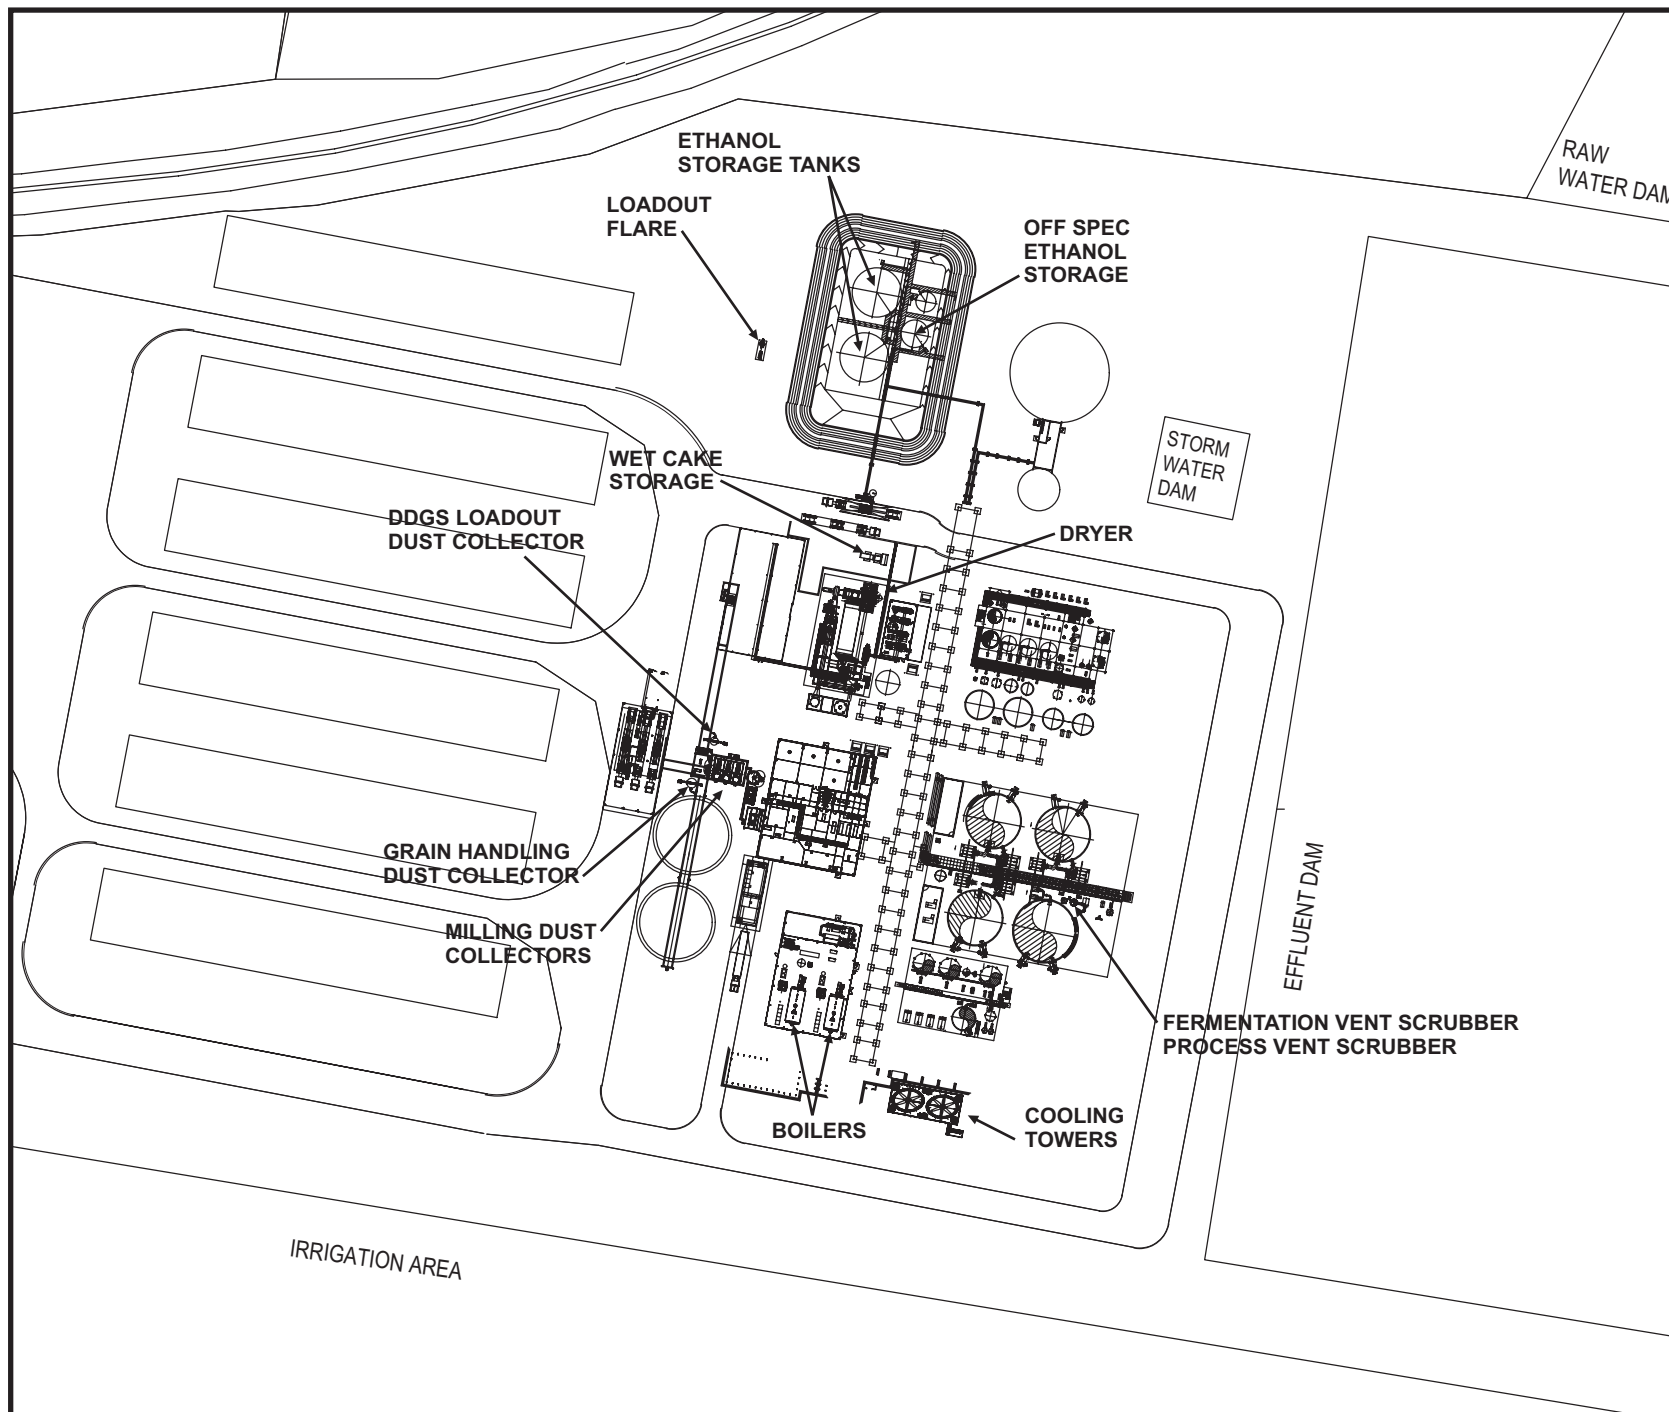 ETHANOL
STORAGE TANKS
RAW
WATER DAM
LOADOUT
FLARE
OFF SPEC
ETHANOL
STORAGE
STORM
WATER
DAM
WET CAKE
STORAGE
DDGS LOADOUT
DUST COLLECTOR
DRYER
GRAIN HANDLING
DUST COLLECTOR
MILLING DUST
COLLECTORS
EFFLUENT DAM
FERMENTATION VENT SCRUBBER
PROCESS VENT SCRUBBER
BOILERS
COOLING
TOWERS
IRRIGATION AREA